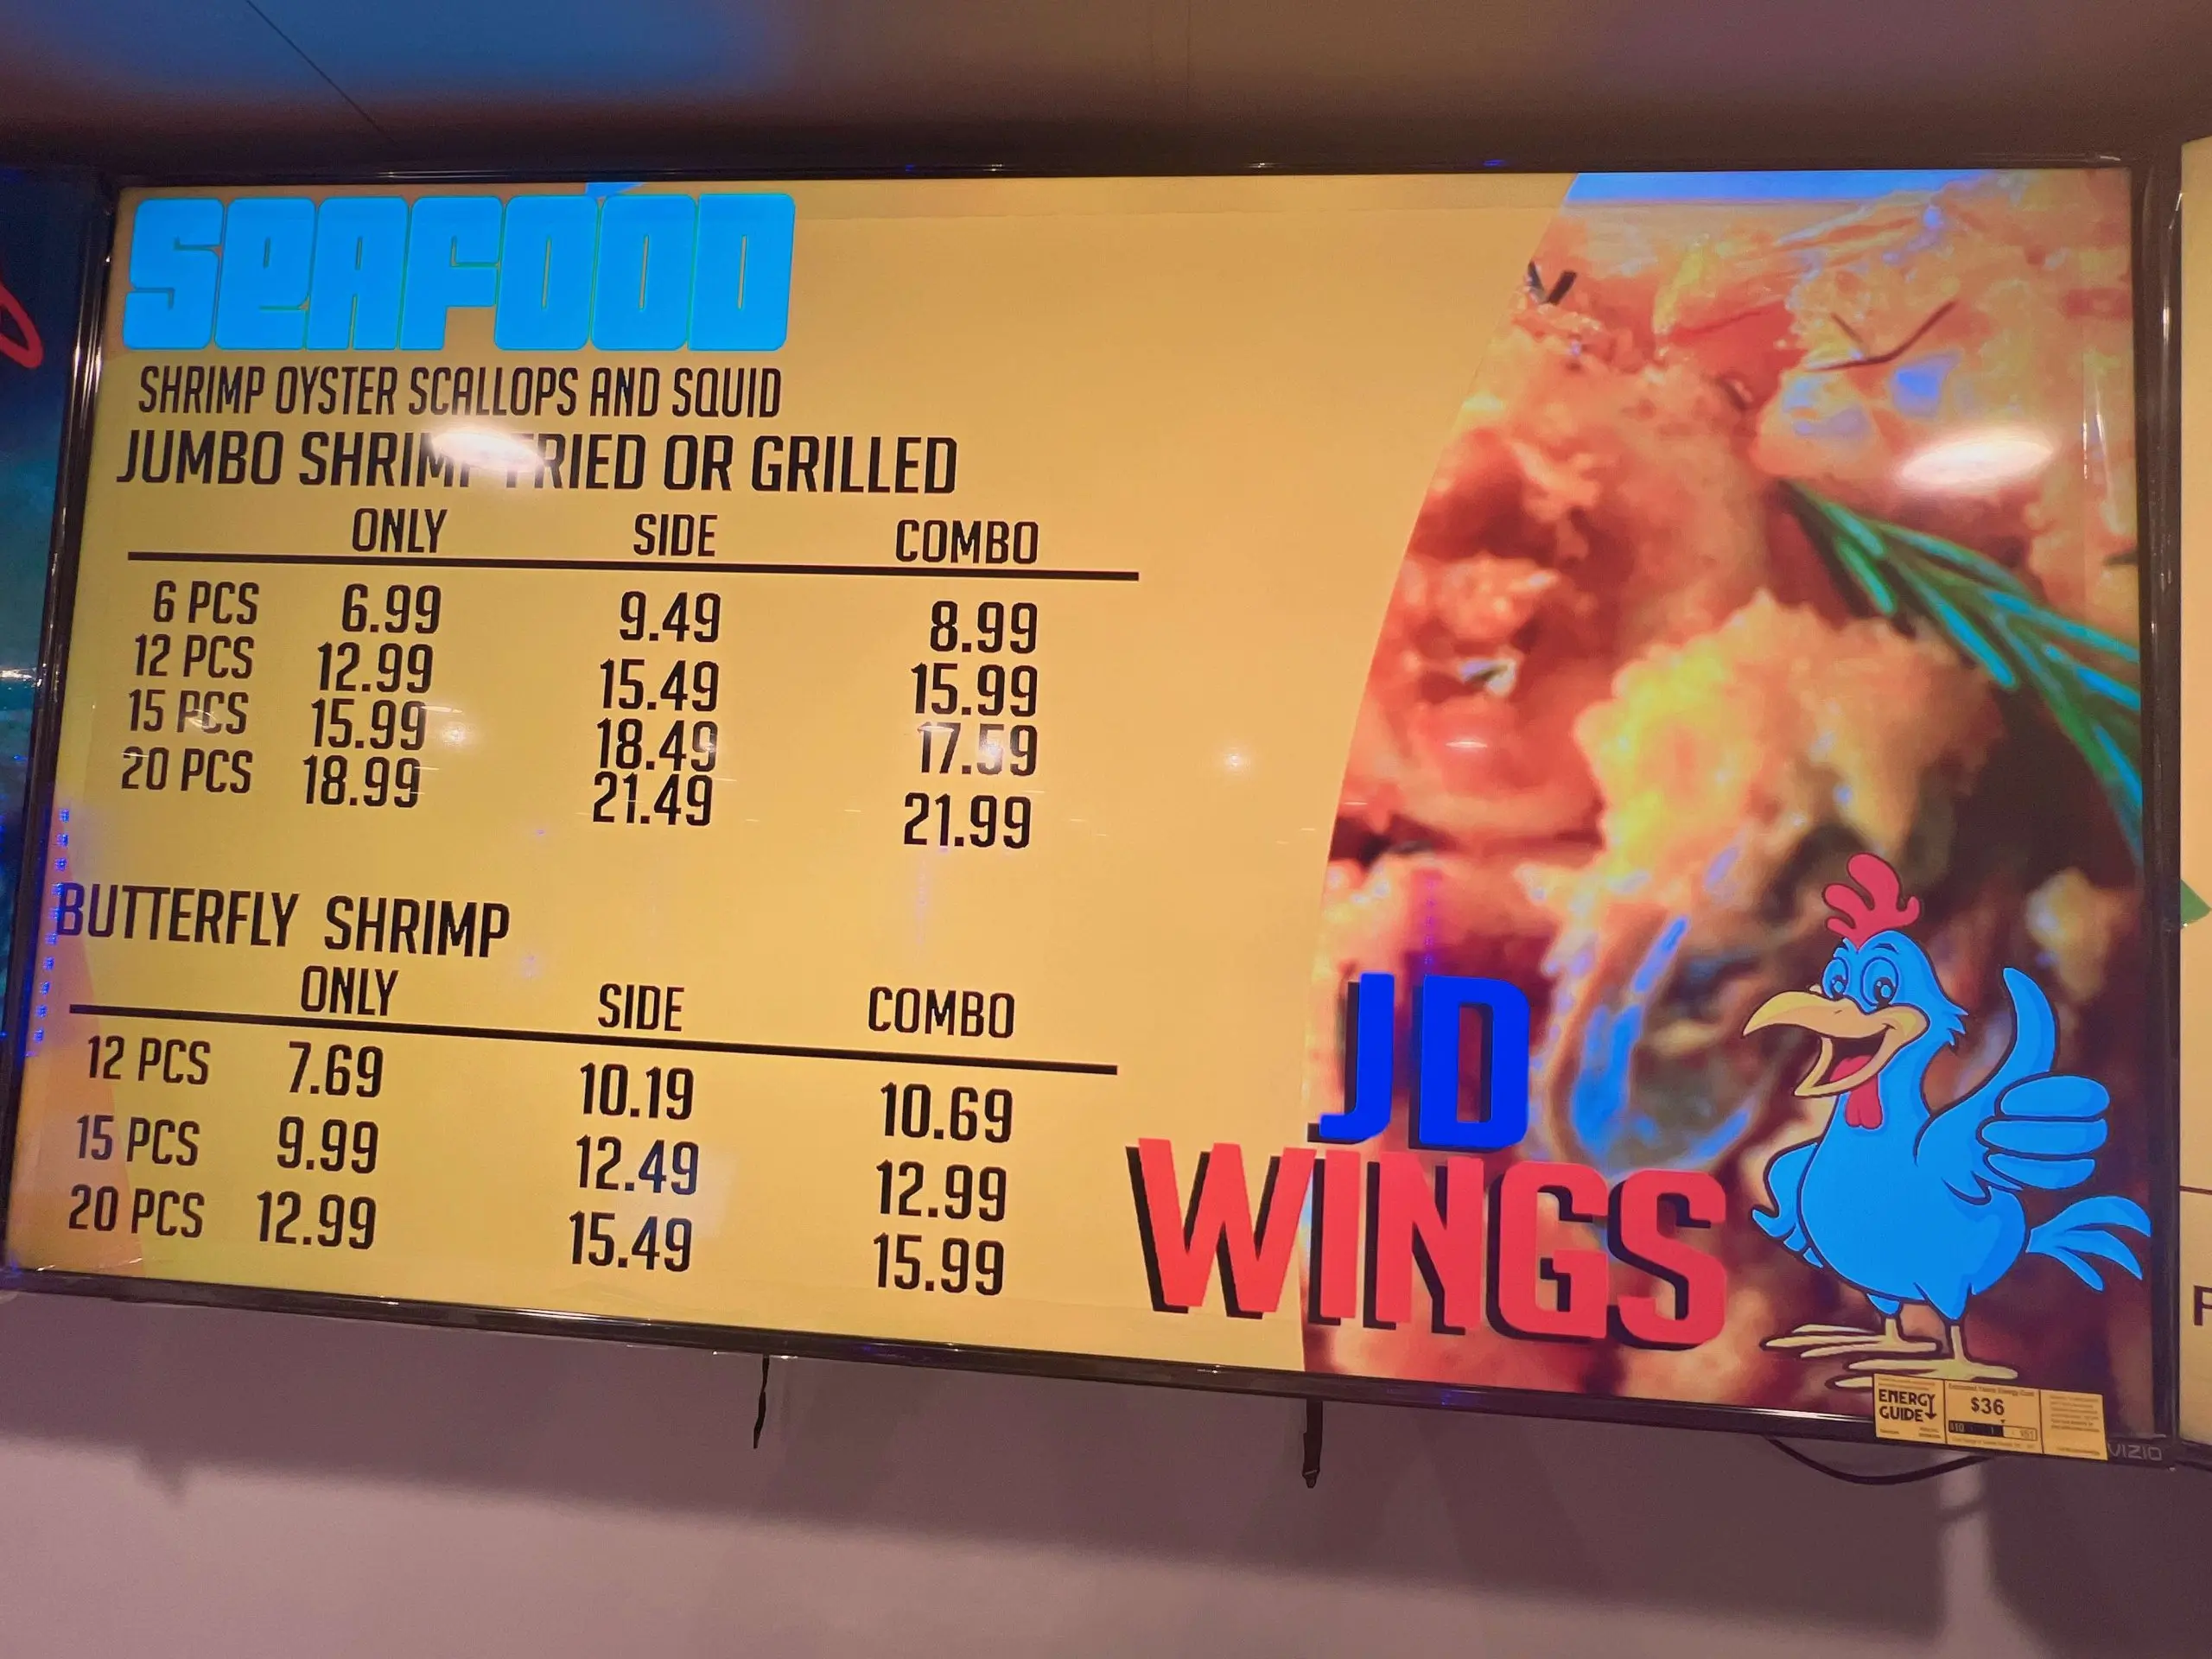 SEAFOOD
SHRIMP OYSTER SCALLOPS AND SQUID
JUMBO SHRIMP FRIED OR GRILLED
ONLY SIDE COMBO
6 PCS 6.99 9.49 8.99
12 PCS 12.99 15.49 15.99
15 PCS 15.99 18.49 17.59
20 PCS 18.99 21.49 21.99
BUTTERFLY SHRIMP
ONLY SIDE COMBO
12 PCS 7.69 10.19 10.69
15 PCS 9.99 12.49 12.99
20 PCS 12.99 15.49 15.99
JD
WINGS
ENERGY
GUIDE
$36
VIZIO